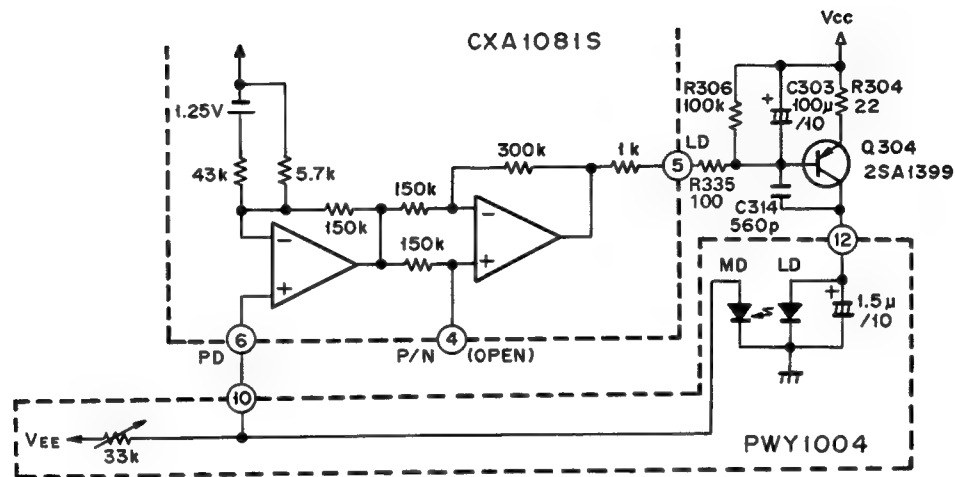 CXA1081S
Vcc
1.25V
43k
5.7k
150k
150k
150k
300k
1k
5
LD
R335
100
R306
100k
+
C303
100μ
/10
R304
22
Q304
2SA1399
C314
560p
12
-
+
-
+
6
PD
P/N
4
(OPEN)
MD
LD
+
1.5μ
/10
10
VEE
33k
PWY1004